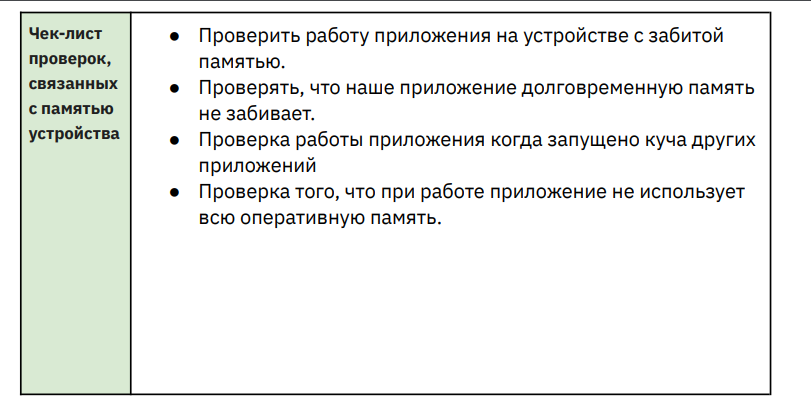 Чек-лист
проверок,
связанных
с памятью
устройства
● Проверить работу приложения на устройстве с забитой
памятью.
● Проверять, что наше приложение долговременную память
не забивает.
● Проверка работы приложения когда запущено куча других
приложений
● Проверка того, что при работе приложение не использует
всю оперативную память.